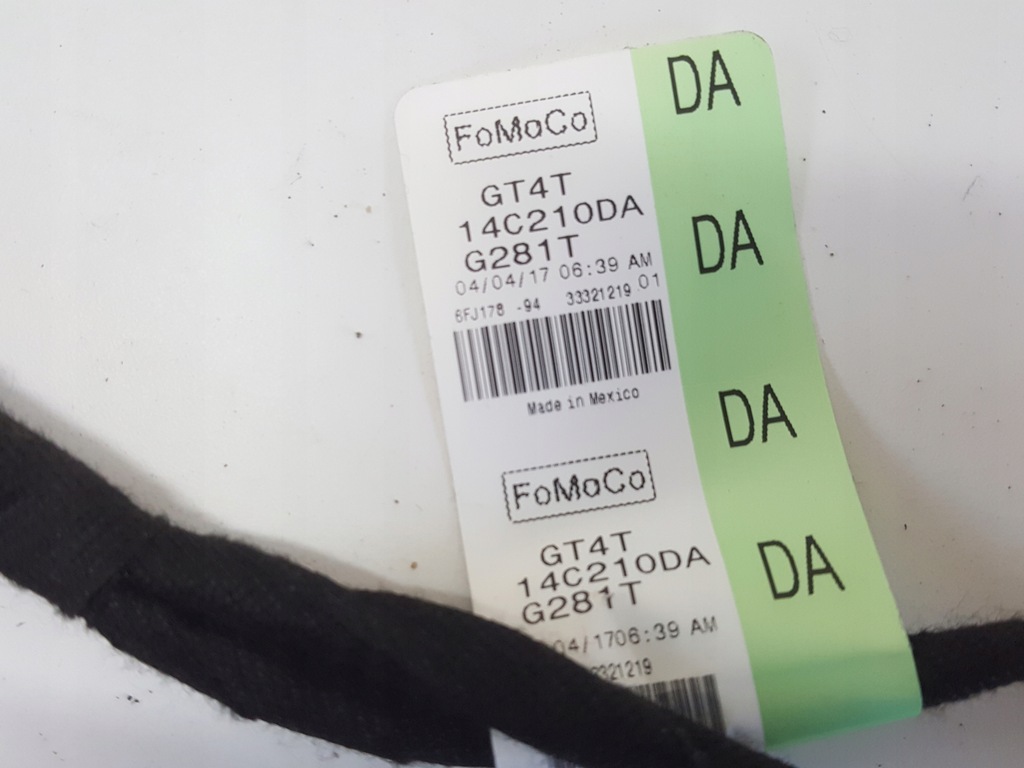 FoMoCo
GT4T
14C210DA
G281T
04/04/17 06:39 AM
6FJ178 -94 33321219 01
Made in Mexico
FoMoCo
GT4T
14C210DA
G281T
04/1706:39 AM
3321219
DA
DA
DA
DA